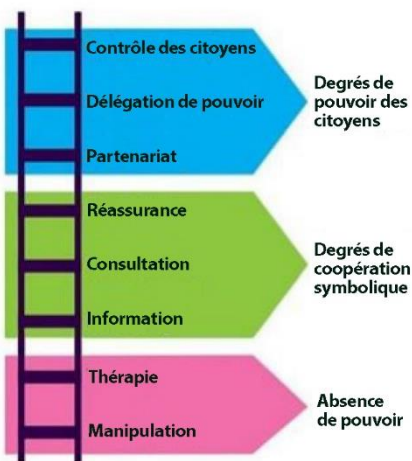 Contrôle des citoyens
Délégation de pouvoir
Partenariat
Degrés de
pouvoir des
citoyens
Réassurance
Consultation
Information
Degrés de
coopération
symbolique
Thérapie
Manipulation
Absence
de pouvoir